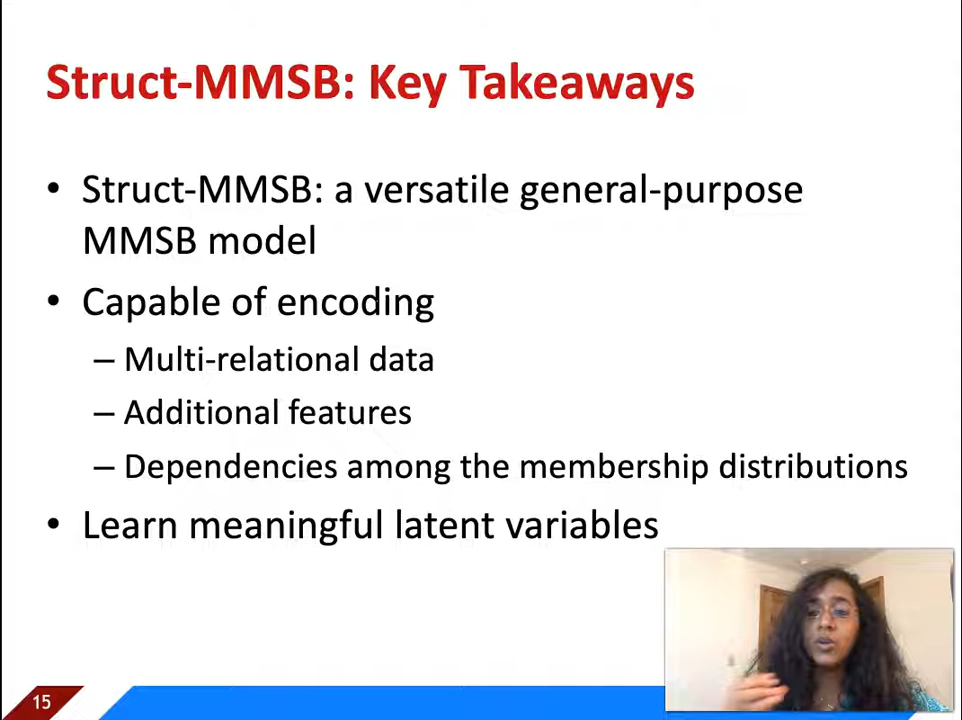 Struct-MMSB: Key Takeaways
• Struct-MMSB: a versatile general-purpose
MMSB model
• Capable of encoding
– Multi-relational data
– Additional features
– Dependencies among the membership distributions
• Learn meaningful latent variables
15